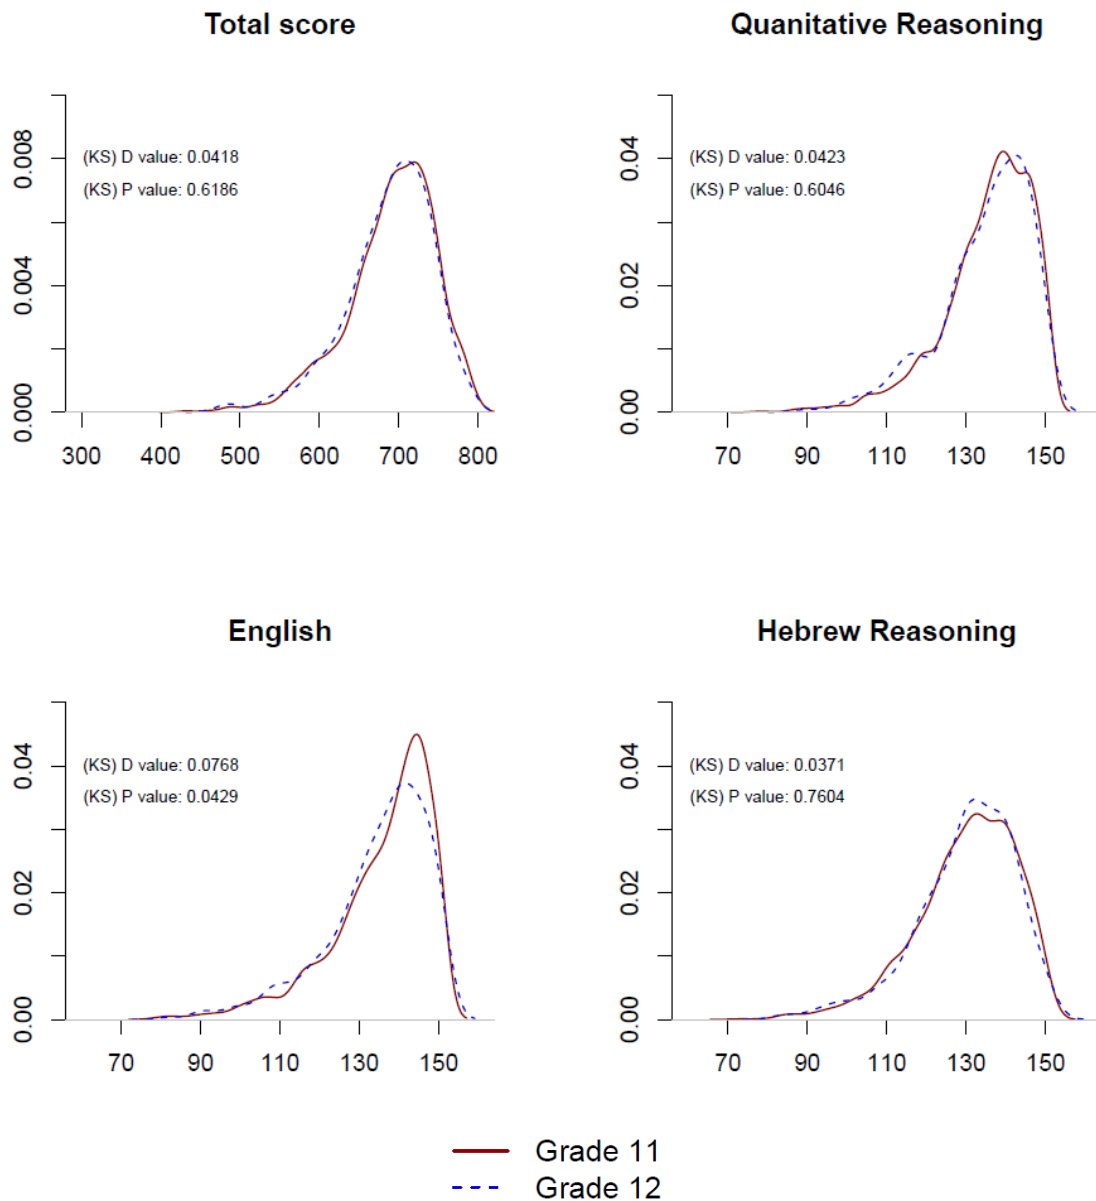 Total score
(KS) D value: 0.0418
(KS) P value: 0.6186
0.000 0.004 0.008
300 400 500 600 700 800
Quanitative Reasoning
(KS) D value: 0.0423
(KS) P value: 0.6046
0.00 0.02 0.04
70 90 110 130 150
English
(KS) D value: 0.0768
(KS) P value: 0.0429
0.00 0.02 0.04
70 90 110 130 150
Hebrew Reasoning
(KS) D value: 0.0371
(KS) P value: 0.7604
0.00 0.02 0.04
70 90 110 130 150
Grade 11
Grade 12